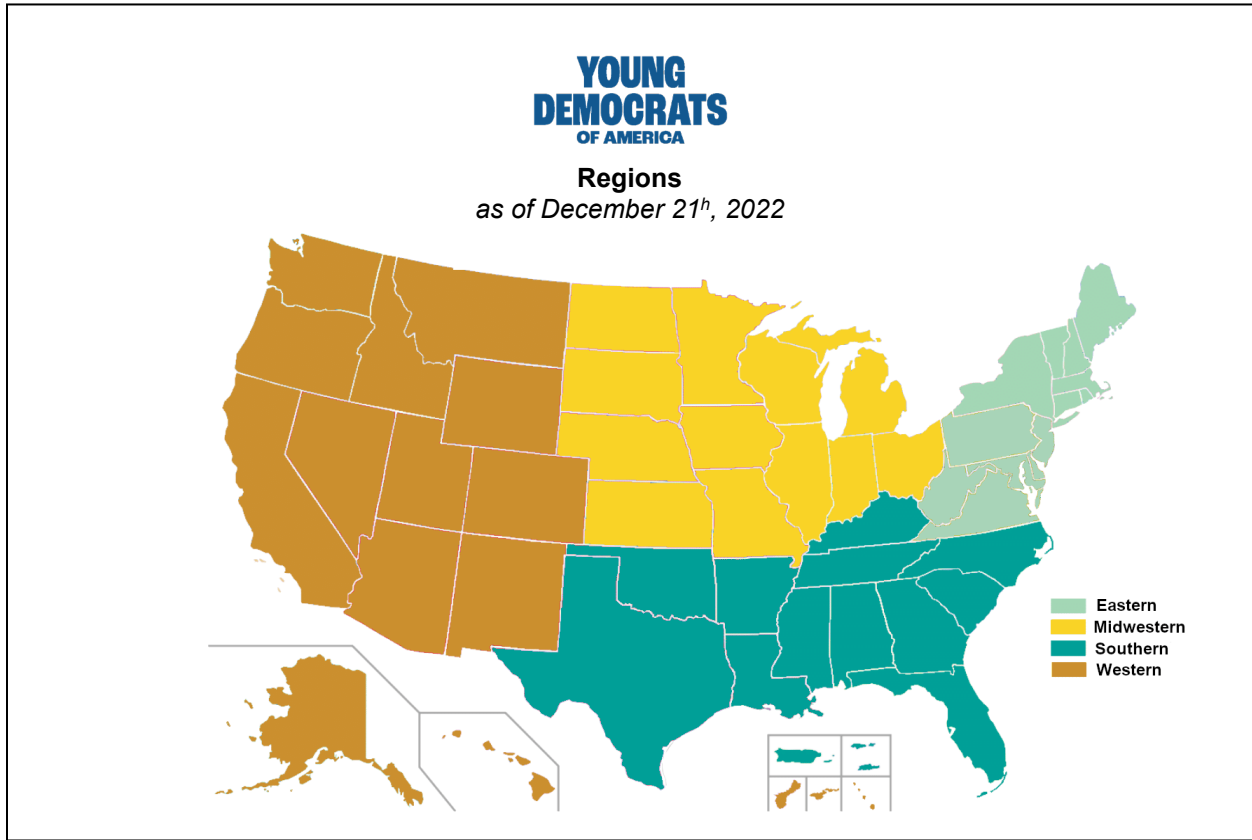 YOUNG
DEMOCRATS
OF AMERICA
Regions
as of December 21ʰ, 2022
Eastern
Midwestern
Southern
Western